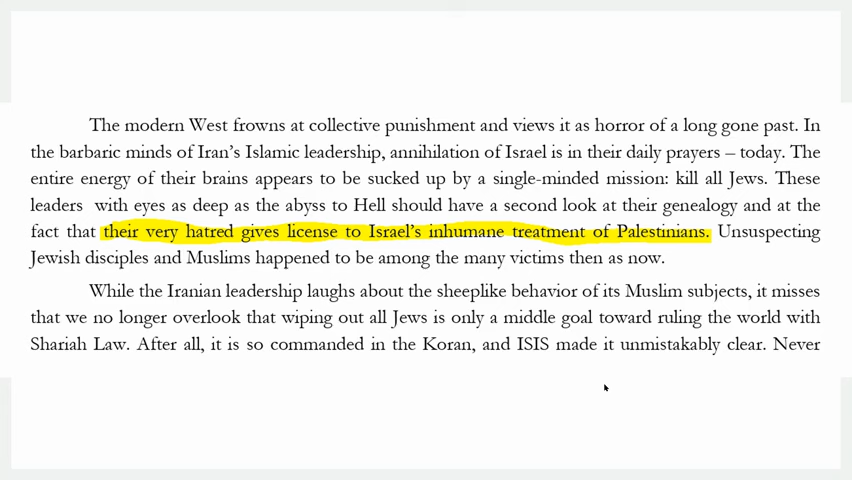 The modern West frowns at collective punishment and views it as horror of a long gone past. In
the barbaric minds of Iran's Islamic leadership, annihilation of Israel is in their daily prayers – today. The
entire energy of their brains appears to be sucked up by a single-minded mission: kill all Jews. These
leaders with eyes as deep as the abyss to Hell should have a second look at their genealogy and at the
fact that their very hatred gives license to Israel's inhumane treatment of Palestinians. Unsuspecting
Jewish disciples and Muslims happened to be among the many victims then as now.
While the Iranian leadership laughs about the sheeplike behavior of its Muslim subjects, it misses
that we no longer overlook that wiping out all Jews is only a middle goal toward ruling the world with
Shariah Law. After all, it is so commanded in the Koran, and ISIS made it unmistakably clear. Never